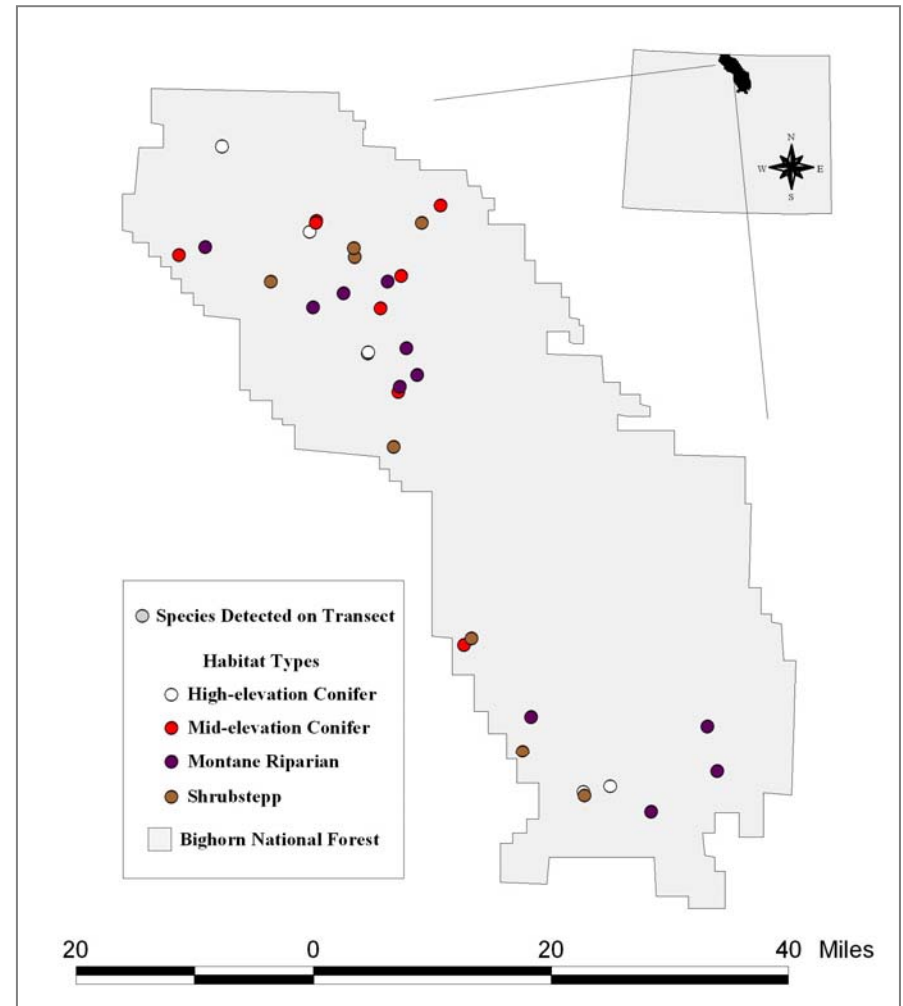 N
W E
S
Species Detected on Transect
Habitat Types
High-elevation Conifer
Mid-elevation Conifer
Montane Riparian
Shrubstepp
Bighorn National Forest
20 0 20 40 Miles